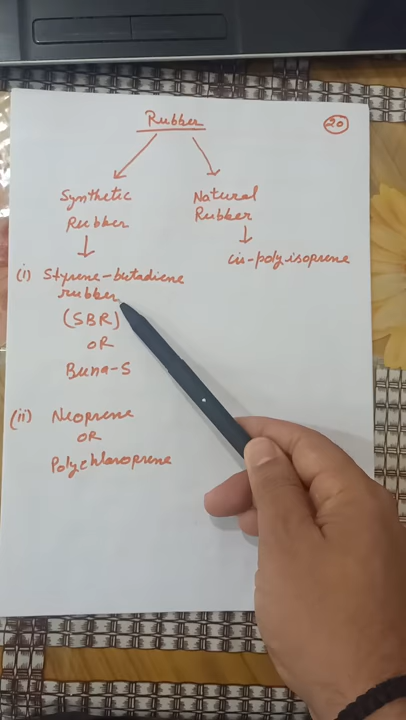 Rubber
20
Synthetic
Rubber
Natural
Rubber
cis-polyisoprene
(i) Styrene-butadiene
rubber
(SBR)
OR
Buna-S
(ii) Neoprene
OR
Polychloroprene